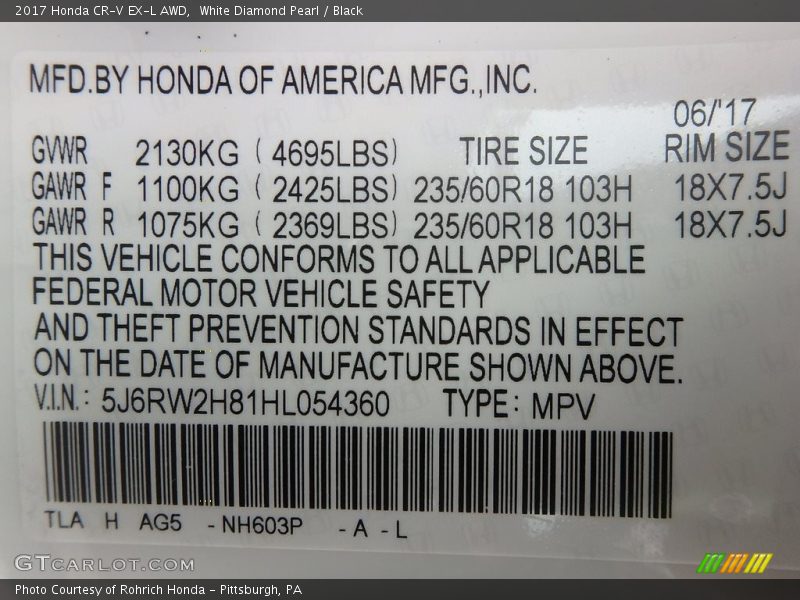 2017 Honda CR-V EX-L AWD,  White Diamond Pearl / Black
MFD.BY HONDA OF AMERICA MFG.,INC.
06/'17
GVWR 2130KG ( 4695LBS) TIRE SIZE RIM SIZE
GAWR F 1100KG ( 2425LBS) 235/60R18 103H 18X7.5J
GAWR R 1075KG ( 2369LBS) 235/60R18 103H 18X7.5J
THIS VEHICLE CONFORMS TO ALL APPLICABLE
FEDERAL MOTOR VEHICLE SAFETY
AND THEFT PREVENTION STANDARDS IN EFFECT
ON THE DATE OF MANUFACTURE SHOWN ABOVE.
V.I.N.: 5J6RW2H81HL054360 TYPE: MPV
TLA H AG5 -NH603P -A -L
GTCARLOT.COM
Photo Courtesy of Rohrich Honda - Pittsburgh, PA